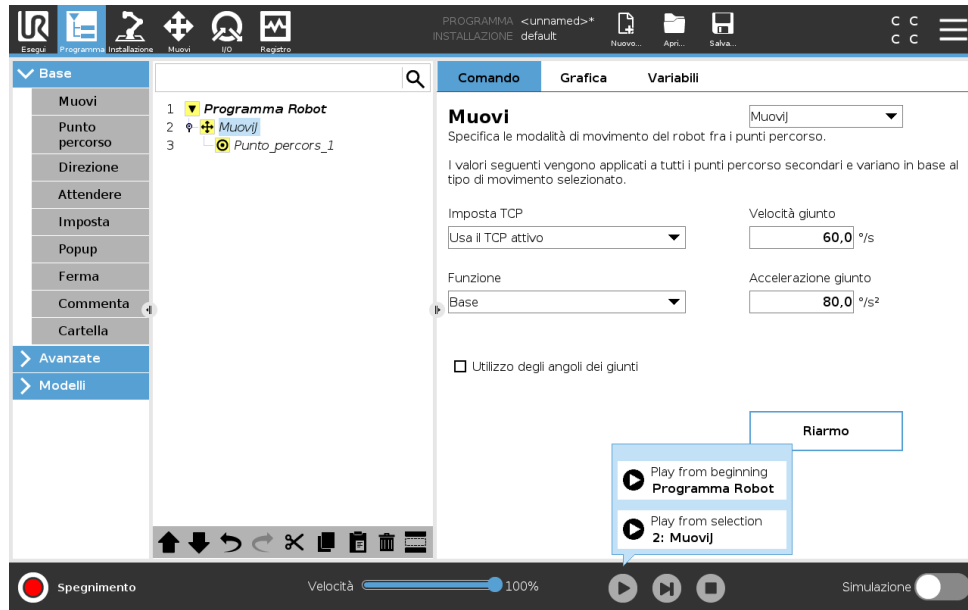 UR
PROGRAMMA <unnamed>*
INSTALLAZIONE default
C C
C C
Esegui Programma Installazione Muovi I/O Registro
Nuovo... Apri... Salva...
Base
Muovi
Punto
percorso
Direzione
Attendere
Imposta
Popup
Ferma
Commenta
Cartella
Avanzate
Modelli
1 Programma Robot
2 MuoviJ
3 Punto_percors_1
Comando Grafica Variabili
Muovi
MuoviJ
Specifica le modalità di movimento del robot fra i punti percorso.
I valori seguenti vengono applicati a tutti i punti percorso secondari e variano in base al
tipo di movimento selezionato.
Imposta TCP
Velocità giunto
Usa il TCP attivo
60,0 °/s
Funzione
Accelerazione giunto
Base
80,0 °/s²
Utilizzo degli angoli dei giunti
Riarmo
Play from beginning
Programma Robot
Play from selection
2: MuoviJ
Spegnimento
Velocità
100%
Simulazione